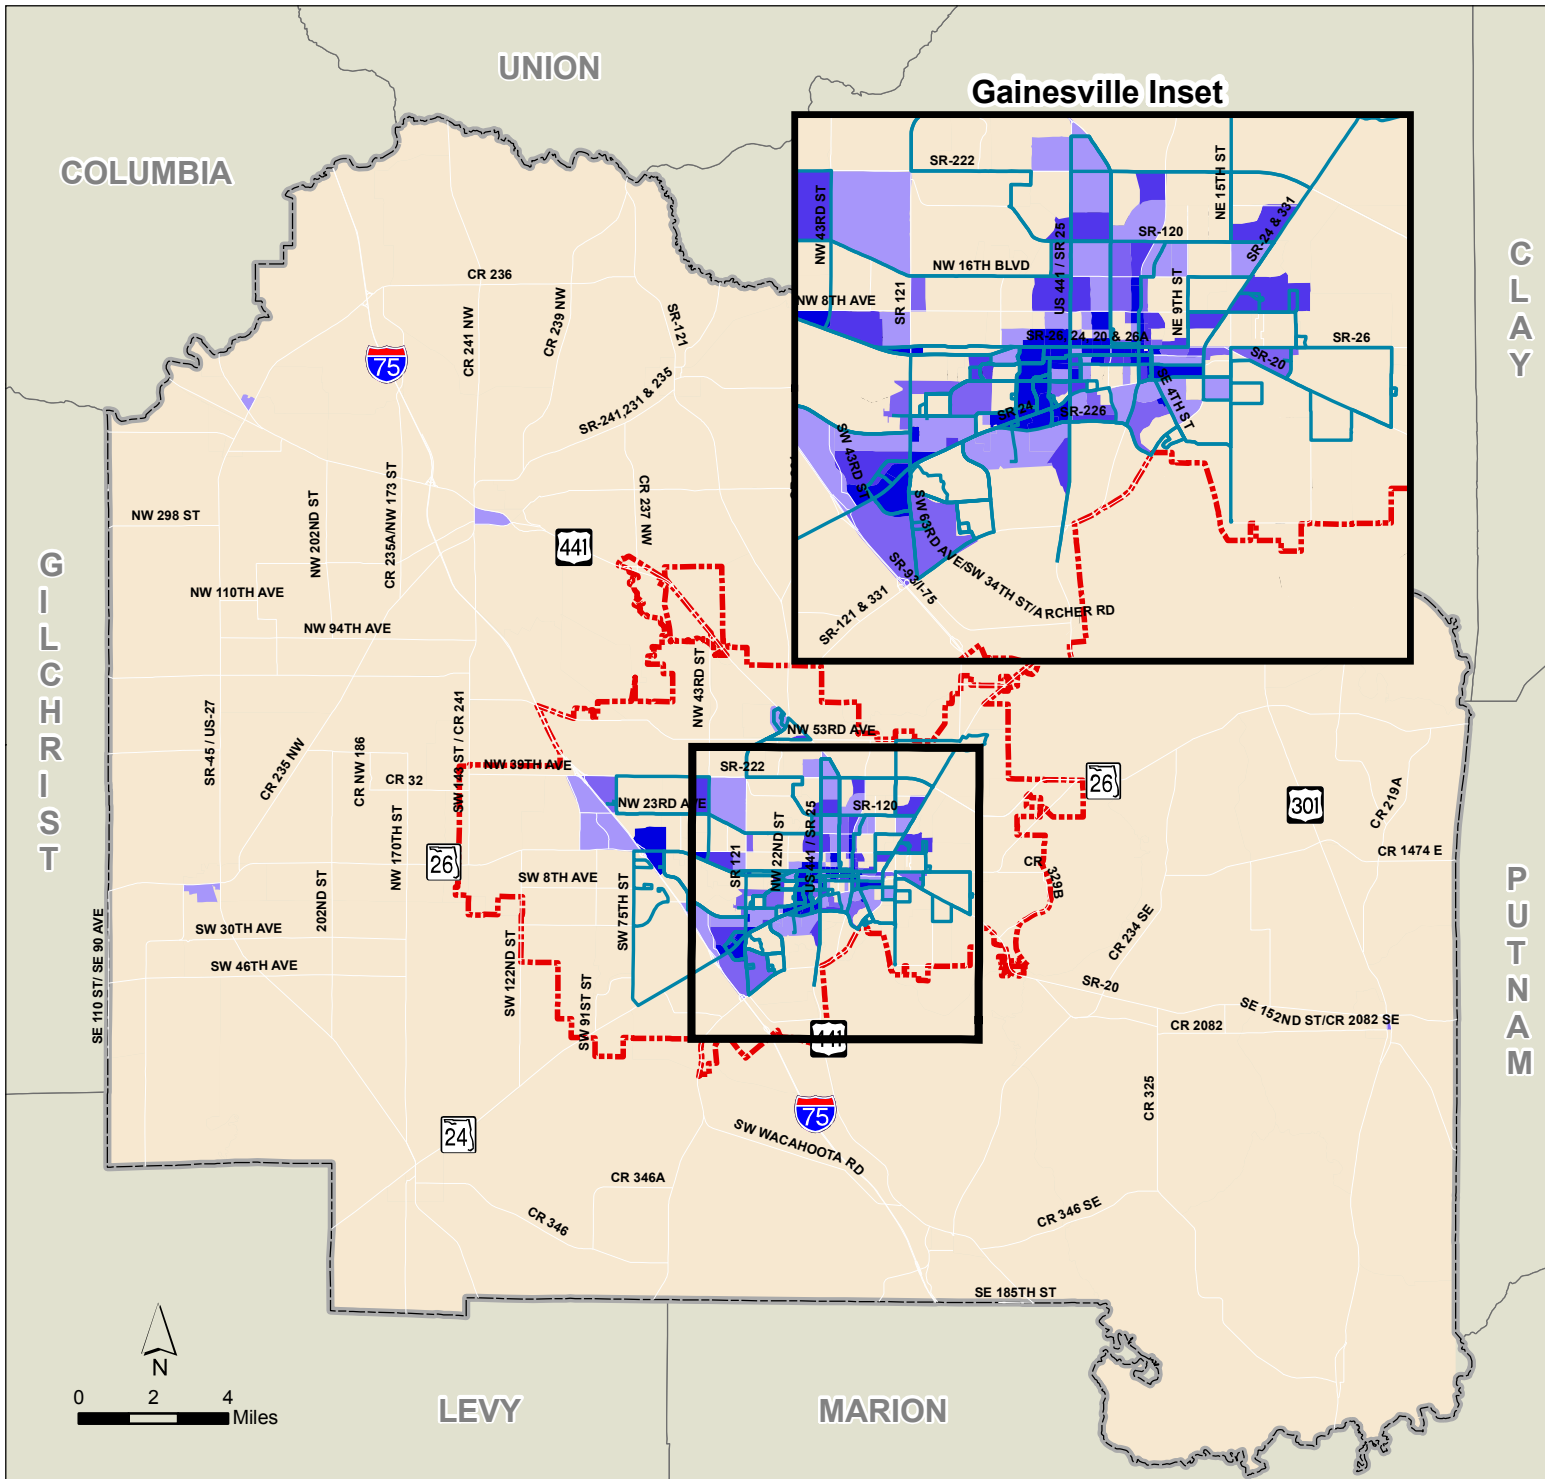 UNION
Gainesville Inset
COLUMBIA
CLAY
SR-222
NE 15TH ST
NW 43RD ST
SR-24 & 331
US 441 / SR 25
SR-120
NW 16TH BLVD
NE 9TH ST
NW 8TH AVE
SR 121
SR-26, 24, 20 & 26A
SR-26
SR-20
SE 4TH ST
SR 24
SR-226
SW 43RD ST
SW 63RD AVE/SW 34TH ST/ARCHER RD
SR-93/I-75
SR-121 & 331
CR 236
CR 239 NW
SR-121
CR 241 NW
75
SR-241,231 & 235
CR 235A/NW 173 ST
CR 237 NW
NW 202ND ST
NW 298 ST
441
GILCHRIST
NW 110TH AVE
NW 94TH AVE
NW 43RD ST
SR-45 / US-27
CR 235 NW
CR NW 186
SW 143 ST / CR 241
NW 53RD AVE
NW 39TH AVE
SR-222
CR 32
NW 23RD AVE
SR-120
26
301
CR 219A
NW 22ND ST
US 441 / SR 25
NW 170TH ST
26
SR 121
CR 1474 E
CR 329B
SW 8TH AVE
SW 75TH ST
202ND ST
PUTNAM
SW 30TH AVE
CR 234 SE
SE 110 ST/ SE 90 AVE
SW 46TH AVE
SW 122ND ST
SW 91ST ST
SR-20
SE 152ND ST/CR 2082 SE
CR 2082
441
CR 325
75
24
SW WACAHOOTA RD
CR 346A
CR 346
CR 346 SE
SE 185TH ST
N
0 2 4
Miles
LEVY
MARION